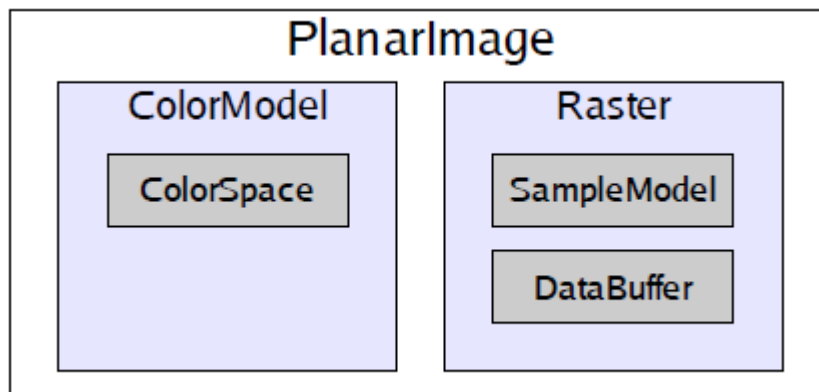 PlanarImage
ColorModel
ColorSpace
Raster
SampleModel
DataBuffer